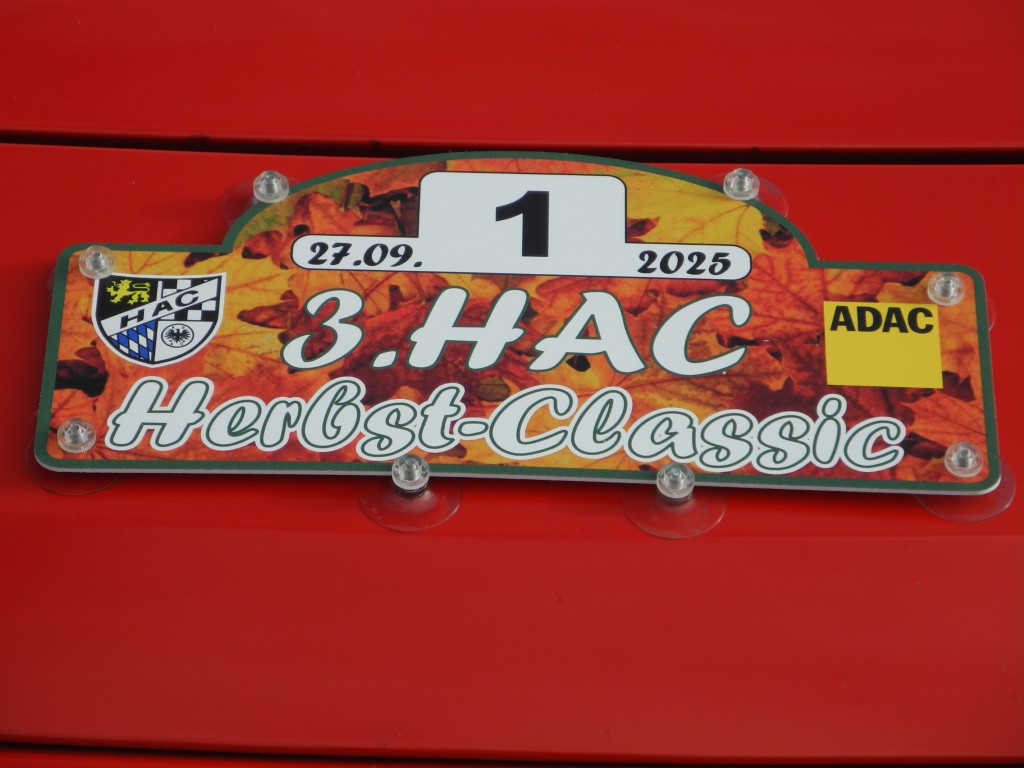 1
27.09. 2025
HAC
3. HAC
ADAC
Herbst-Classic